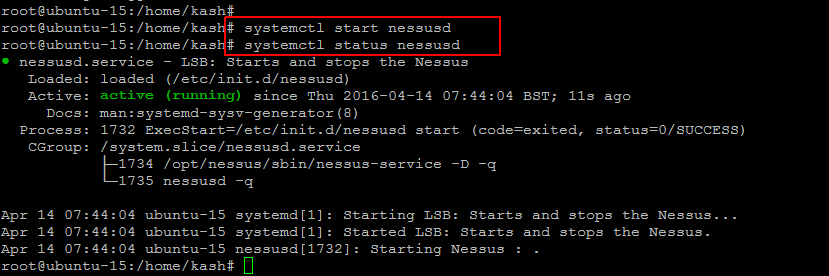 root@ubuntu-15:/home/kash#
root@ubuntu-15:/home/kash# systemctl start nessusd
root@ubuntu-15:/home/kash# systemctl status nessusd
● nessusd.service - LSB: Starts and stops the Nessus
   Loaded: loaded (/etc/init.d/nessusd)
   Active: active (running) since Thu 2016-04-14 07:44:04 BST; 11s ago
     Docs: man:systemd-sysv-generator(8)
  Process: 1732 ExecStart=/etc/init.d/nessusd start (code=exited, status=0/SUCCESS)
   CGroup: /system.slice/nessusd.service
           ├─1734 /opt/nessus/sbin/nessus-service -D -q
           └─1735 nessusd -q
Apr 14 07:44:04 ubuntu-15 systemd[1]: Starting LSB: Starts and stops the Nessus...
Apr 14 07:44:04 ubuntu-15 systemd[1]: Started LSB: Starts and stops the Nessus.
Apr 14 07:44:04 ubuntu-15 nessusd[1732]: Starting Nessus : .
root@ubuntu-15:/home/kash#